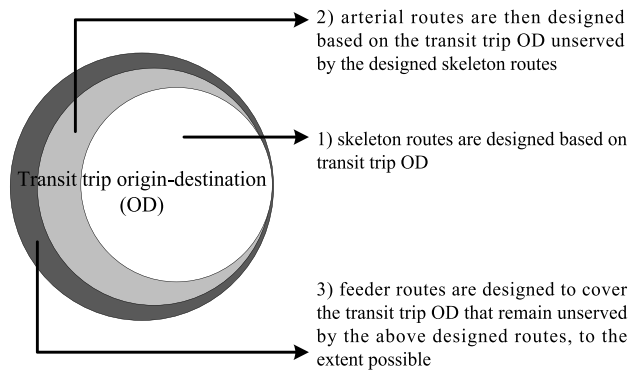 2) arterial routes are then designed
based on the transit trip OD unserved
by the designed skeleton routes
1) skeleton routes are designed based on
transit trip OD
Transit trip origin-destination
(OD)
3) feeder routes are designed to cover
the transit trip OD that remain unserved
by the above designed routes, to the
extent possible